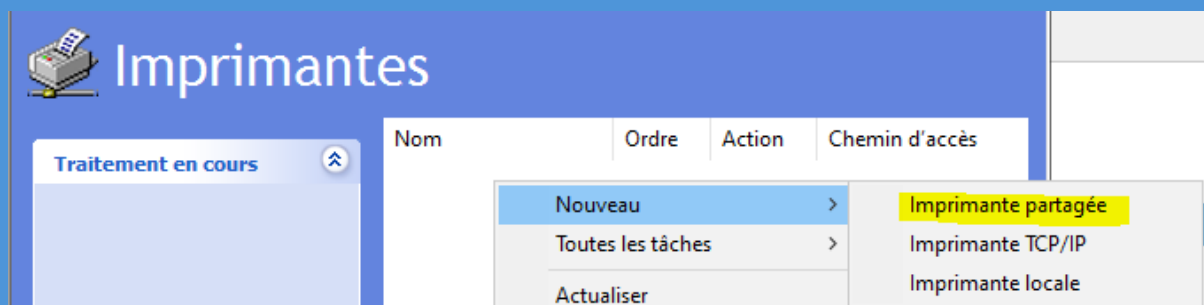 Imprimantes
Traitement en cours
Nom Ordre Action Chemin d'accès
Nouveau
Toutes les tâches
Actualiser
Imprimante partagée
Imprimante TCP/IP
Imprimante locale